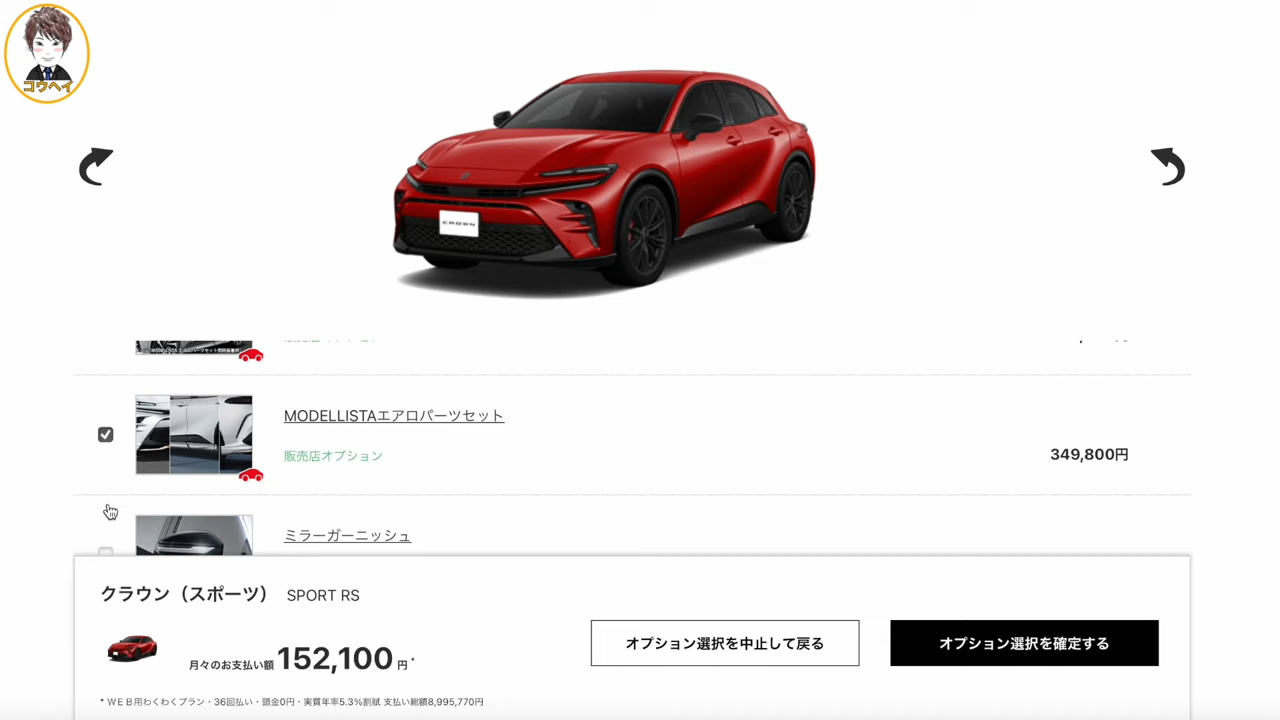 コウヘイ
CROWN
MODELLISTAエアロパーツセット
販売店オプション
349,800円
ミラーガーニッシュ
クラウン（スポーツ） SPORT RS
月々のお支払い額 152,100 円 *
オプション選択を中止して戻る
オプション選択を確定する
* ＷＥＢ用わくわくプラン・36回払い・頭金0円・実質年率5.3%割賦 支払い総額8,995,770円